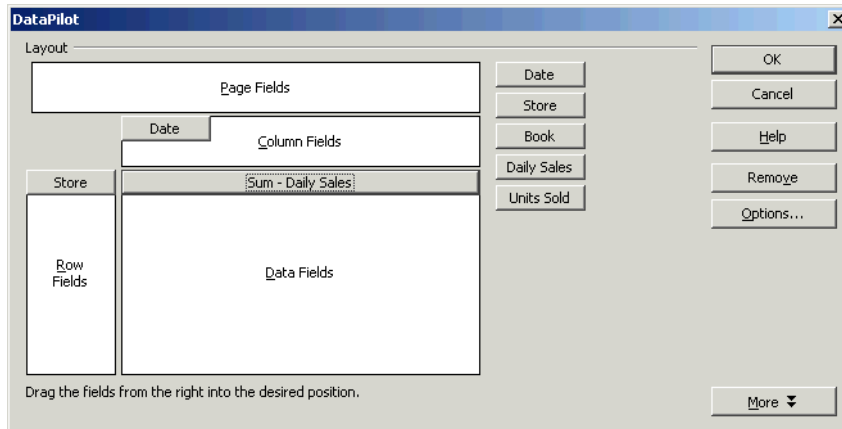 DataPilot
Layout
Page Fields
Date
Column Fields
Store
Sum - Daily Sales
Row
Fields
Data Fields
Date
Store
Book
Daily Sales
Units Sold
OK
Cancel
Help
Remove
Options...
Drag the fields from the right into the desired position.
More